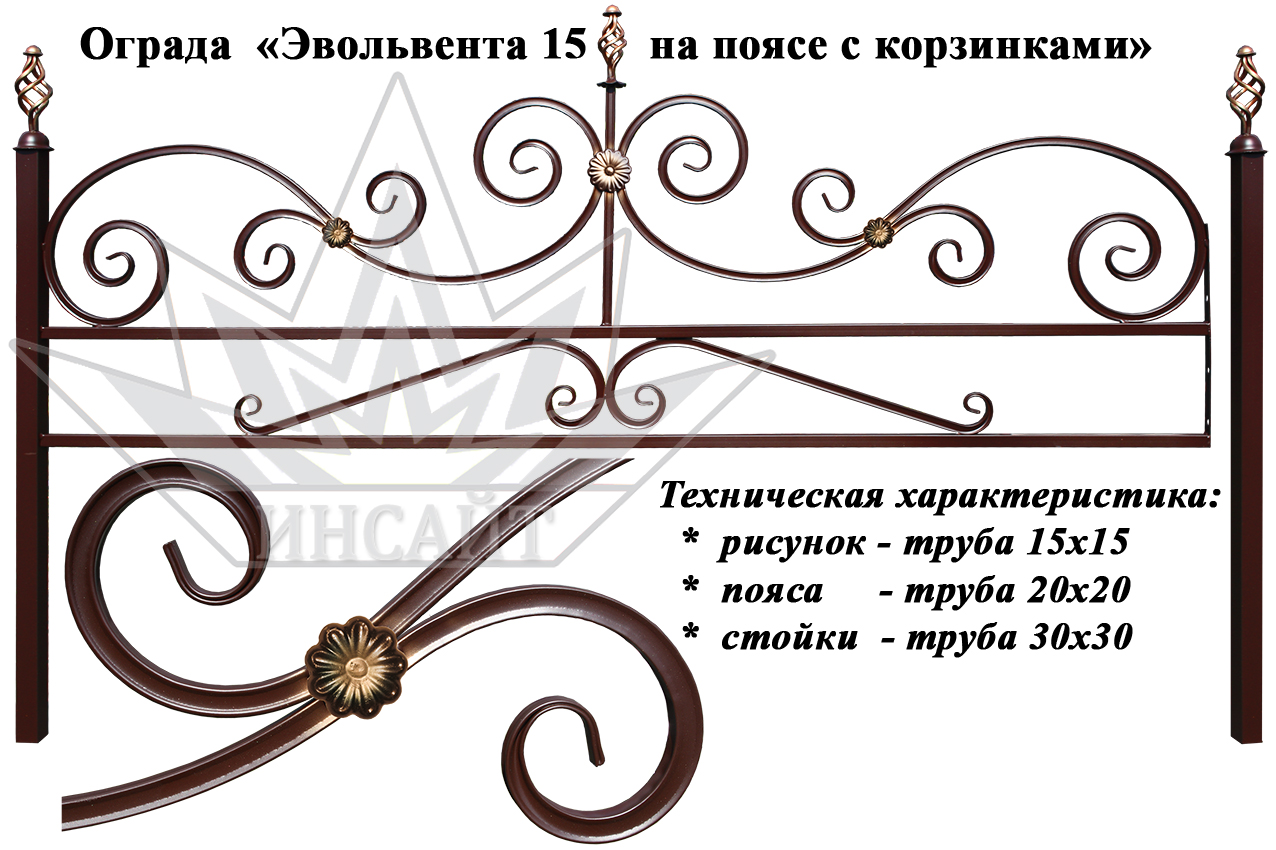 Ограда «Эвольвента 15 на поясе с корзинками»
ИНСАЙТ
Техническая характеристика:
* рисунок - труба 15х15
* пояса - труба 20х20
* стойки - труба 30х30